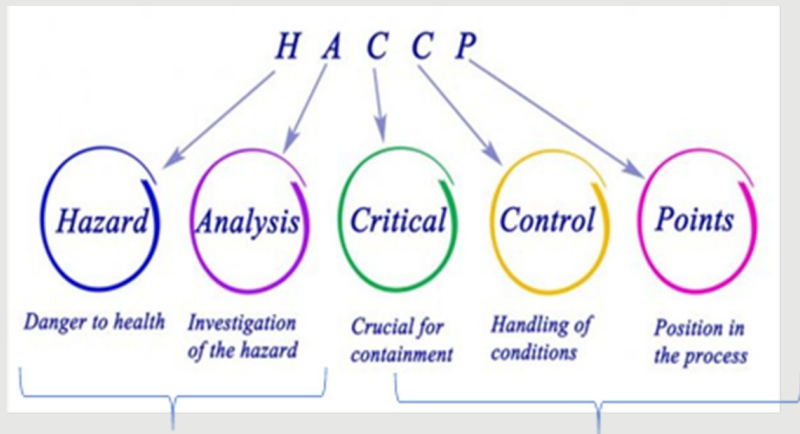 H A C C P
Hazard
Analysis
Critical
Control
Points
Danger to health
Investigation
of the hazard
Crucial for
containment
Handling of
conditions
Position in
the process